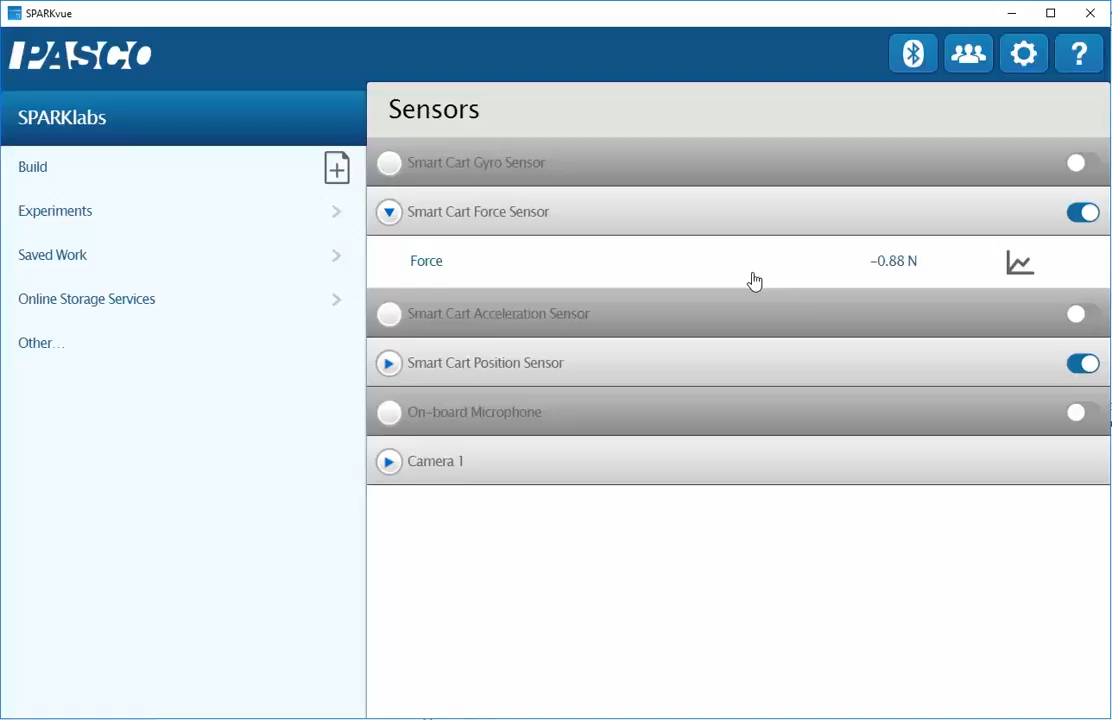 SPARKvue
PASCO
?
SPARKlabs
Build
Experiments
Saved Work
Online Storage Services
Other...
Sensors
Smart Cart Gyro Sensor
Smart Cart Force Sensor
Force −0.88 N
Smart Cart Acceleration Sensor
Smart Cart Position Sensor
On-board Microphone
Camera 1